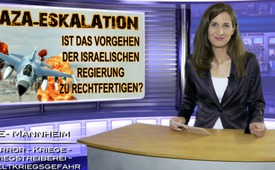 AZA-ESKALATION
IST DAS VORGEHEN
DER ISRAELISCHEN
REGIERUNG
ZU RECHTFERTIGEN?
E- MANNHEIM
RROR - KRIEGE -
IEGSTREIBEREI -
ELTKRIEGSGEFAHR